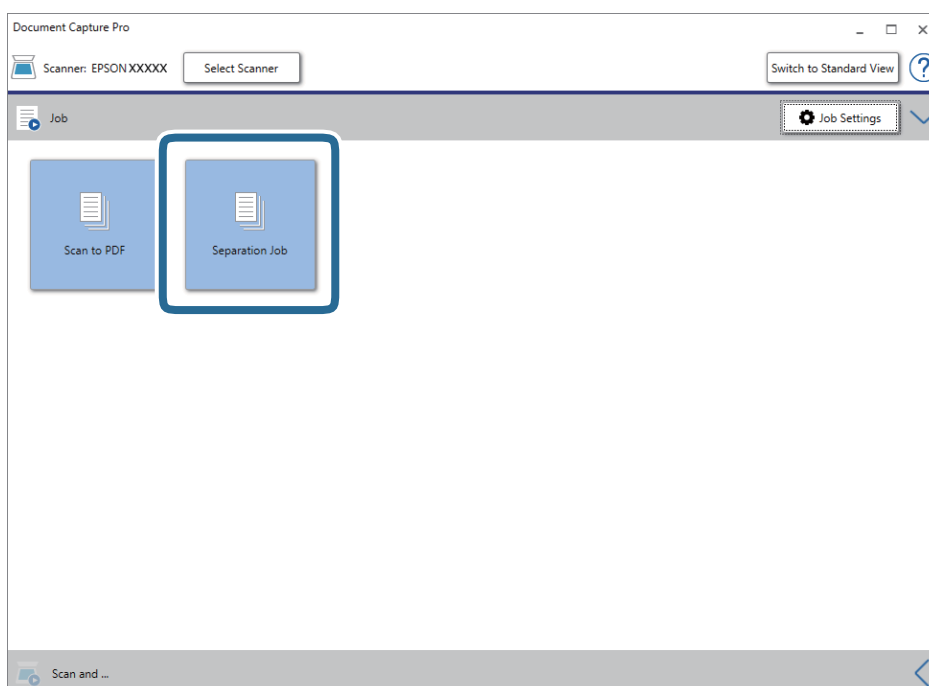 Document Capture Pro
Scanner: EPSON XXXXX Select Scanner Switch to Standard View ?
Job Job Settings
Scan to PDF Separation Job
Scan and ...